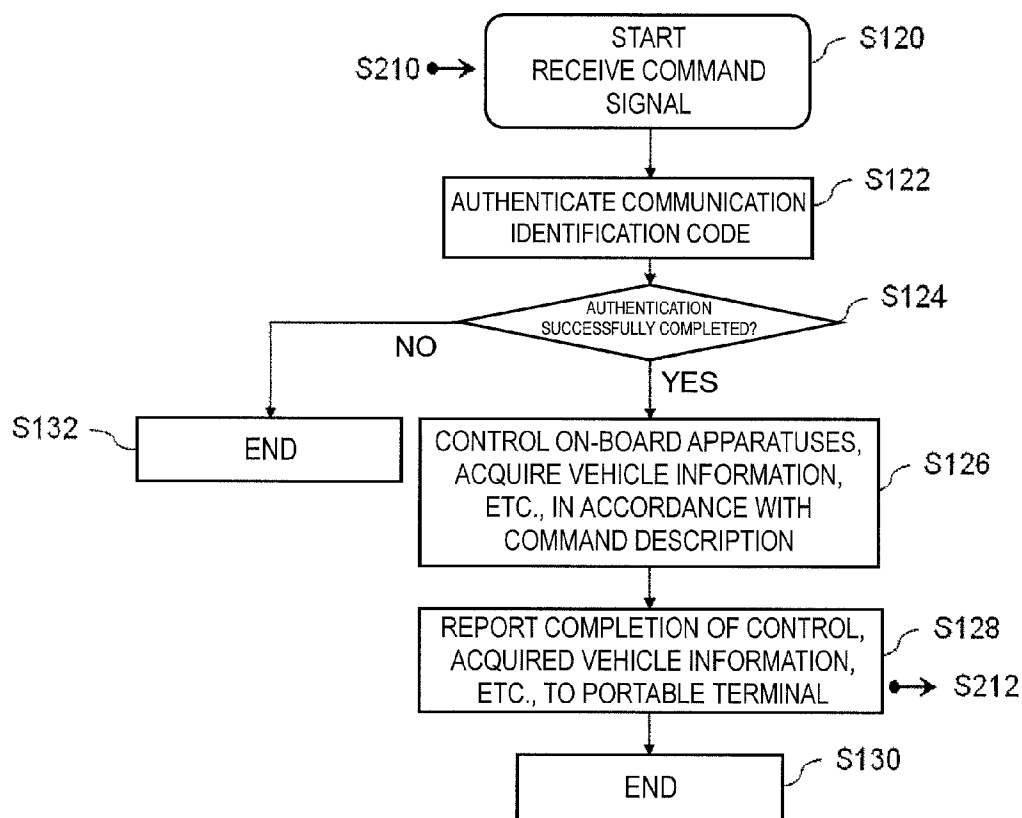 START
RECEIVE COMMAND
SIGNAL
S120
S210
AUTHENTICATE COMMUNICATION
IDENTIFICATION CODE
S122
AUTHENTICATION
SUCCESSFULLY COMPLETED?
S124
NO
YES
S132
END
CONTROL ON-BOARD APPARATUSES,
ACQUIRE VEHICLE INFORMATION,
ETC., IN ACCORDANCE WITH
COMMAND DESCRIPTION
S126
REPORT COMPLETION OF CONTROL,
ACQUIRED VEHICLE INFORMATION,
ETC., TO PORTABLE TERMINAL
S128
S212
END
S130